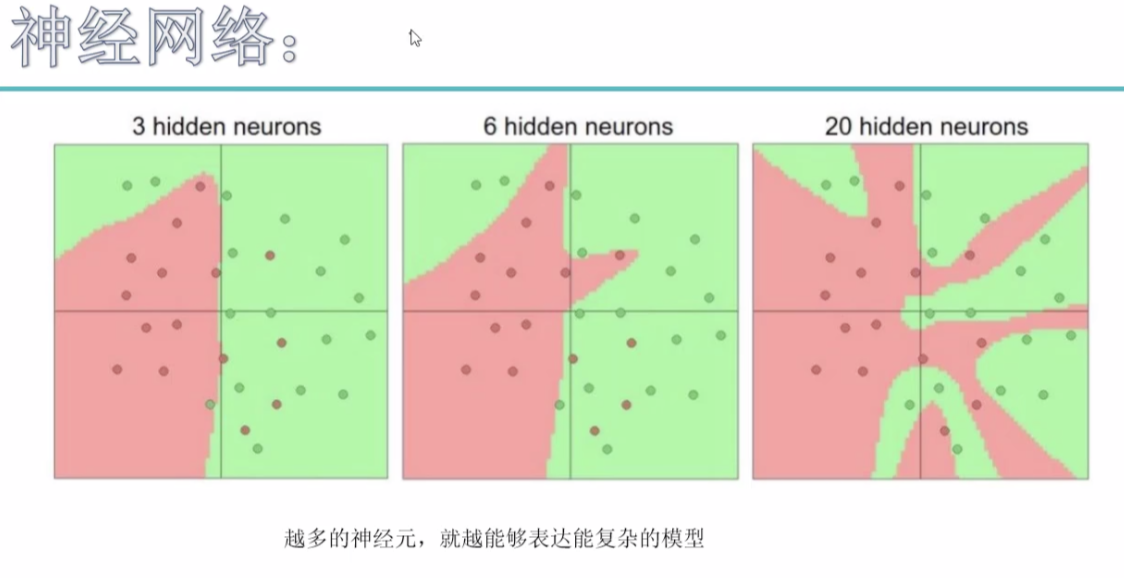 神经网络：
3 hidden neurons
6 hidden neurons
20 hidden neurons
越多的神经元，就越能够表达能复杂的模型